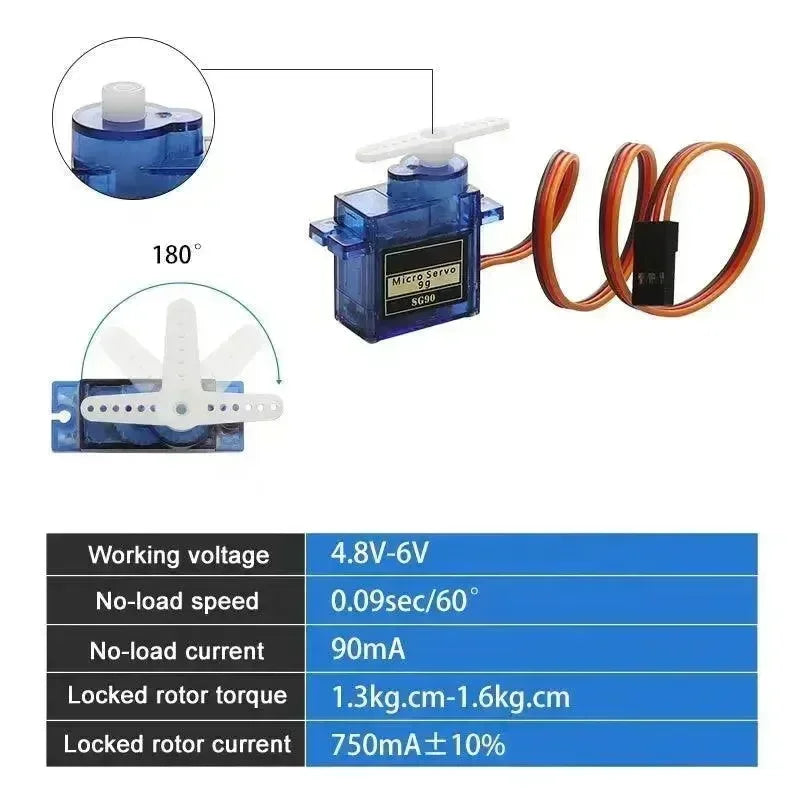 180°
Micro Servo
9g
SG90
Working voltage 4.8V-6V
No-load speed 0.09sec/60°
No-load current 90mA
Locked rotor torque 1.3kg.cm-1.6kg.cm
Locked rotor current 750mA±10%